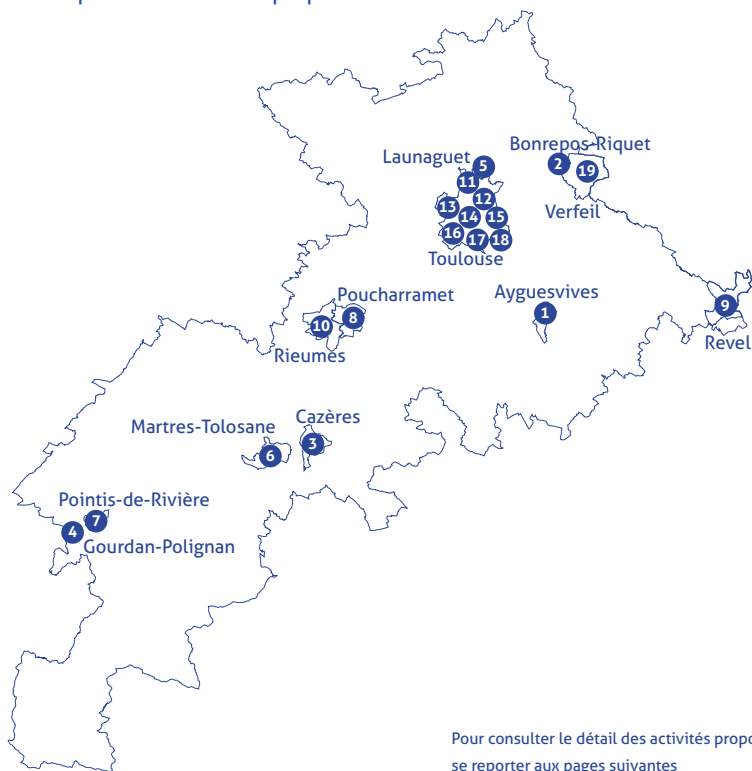 Bonrepos-Riquet
Launaguet
5
2
19
11
12
13
14
15
Verfeil
16
17
18
Toulouse
Poucharramet
Ayguesvives
9
8
1
10
Revel
Rieumes
Cazères
Martres-Tolosane
3
6
Pointis-de-Rivière
7
4
Gourdan-Polignan
Pour consulter le détail des activités propo
se reporter aux pages suivantes